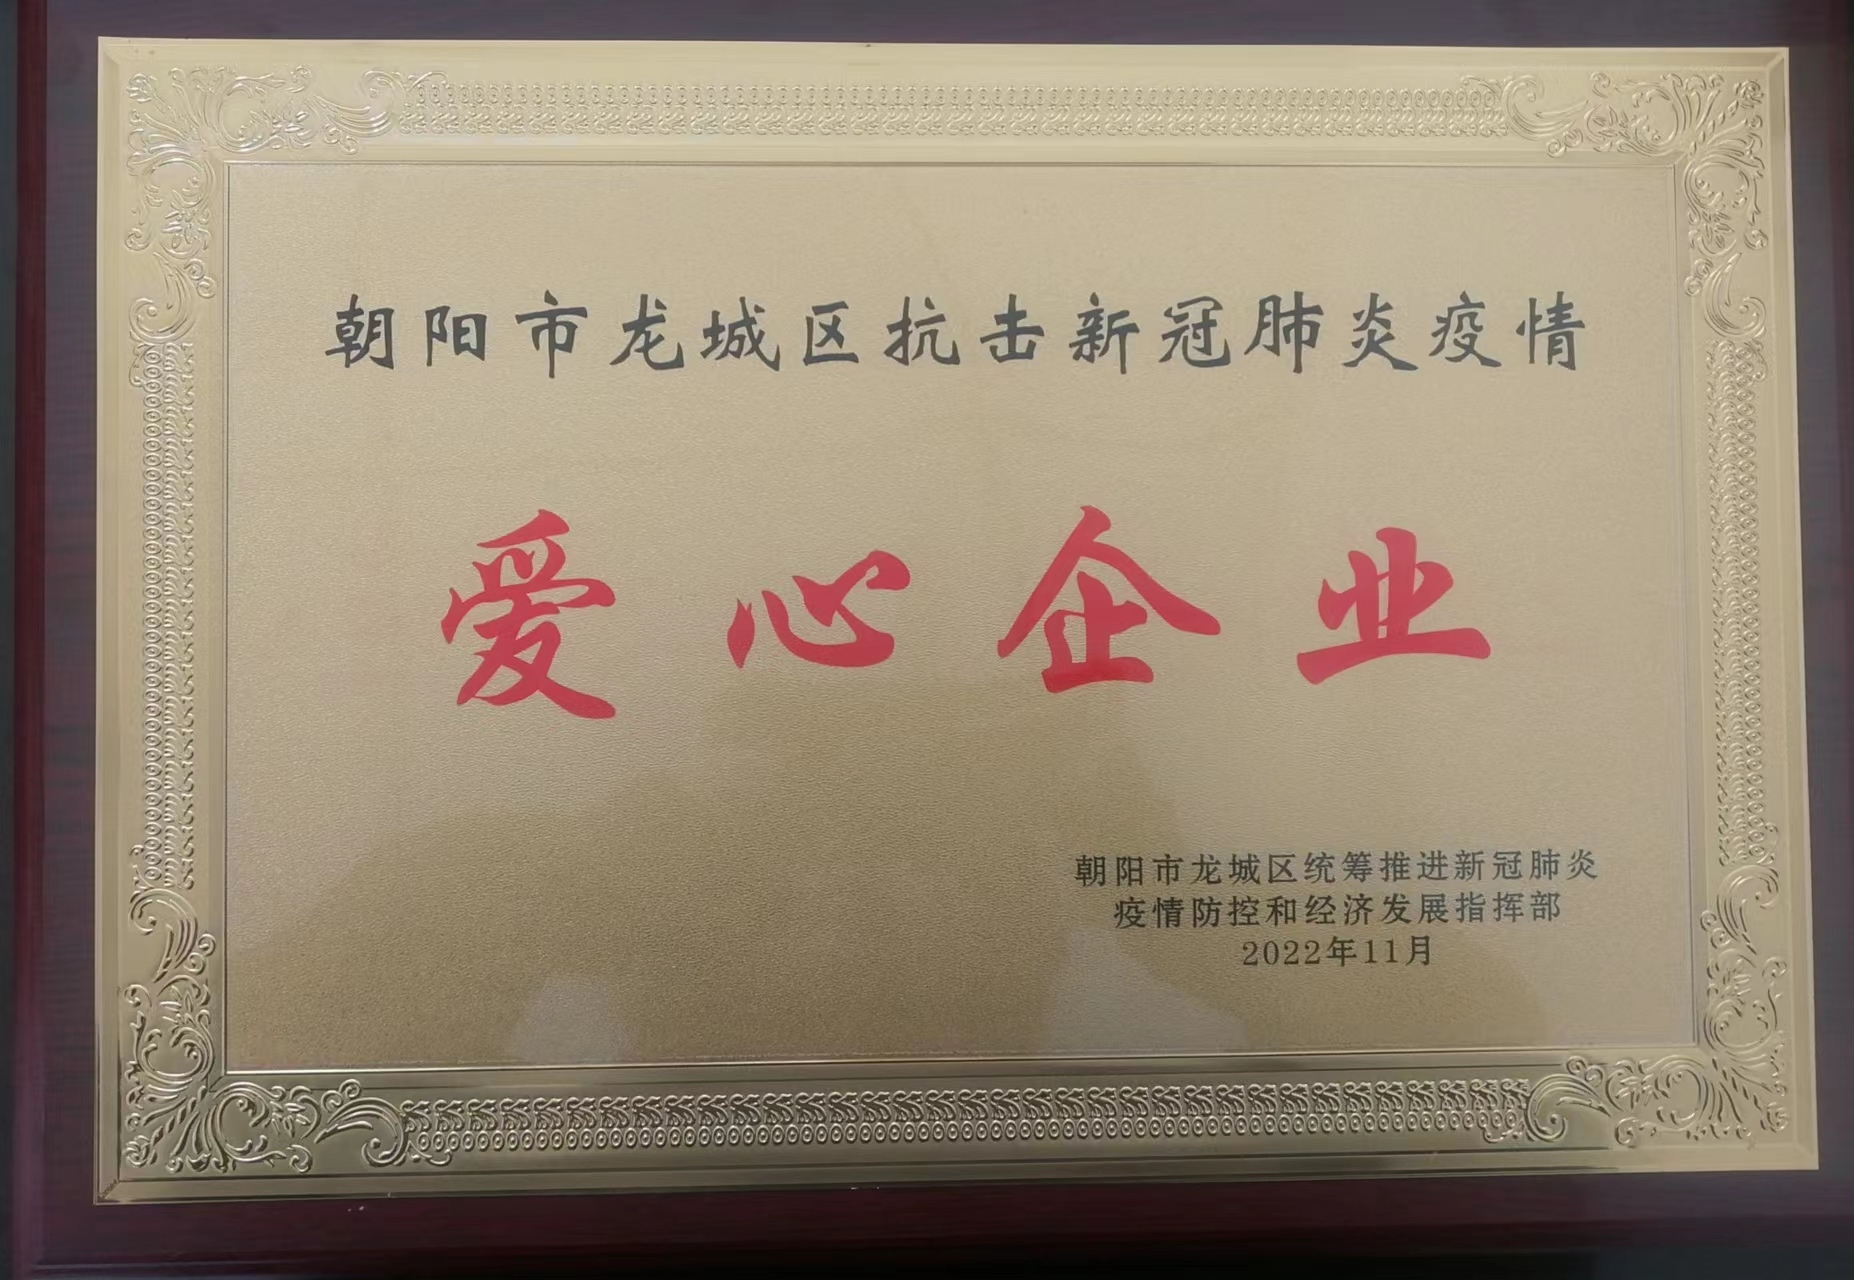 朝阳市龙城区抗击新冠肺炎疫情
爱心企业
朝阳市龙城区统筹推进新冠肺炎
疫情防控和经济发展指挥部
2022年11月